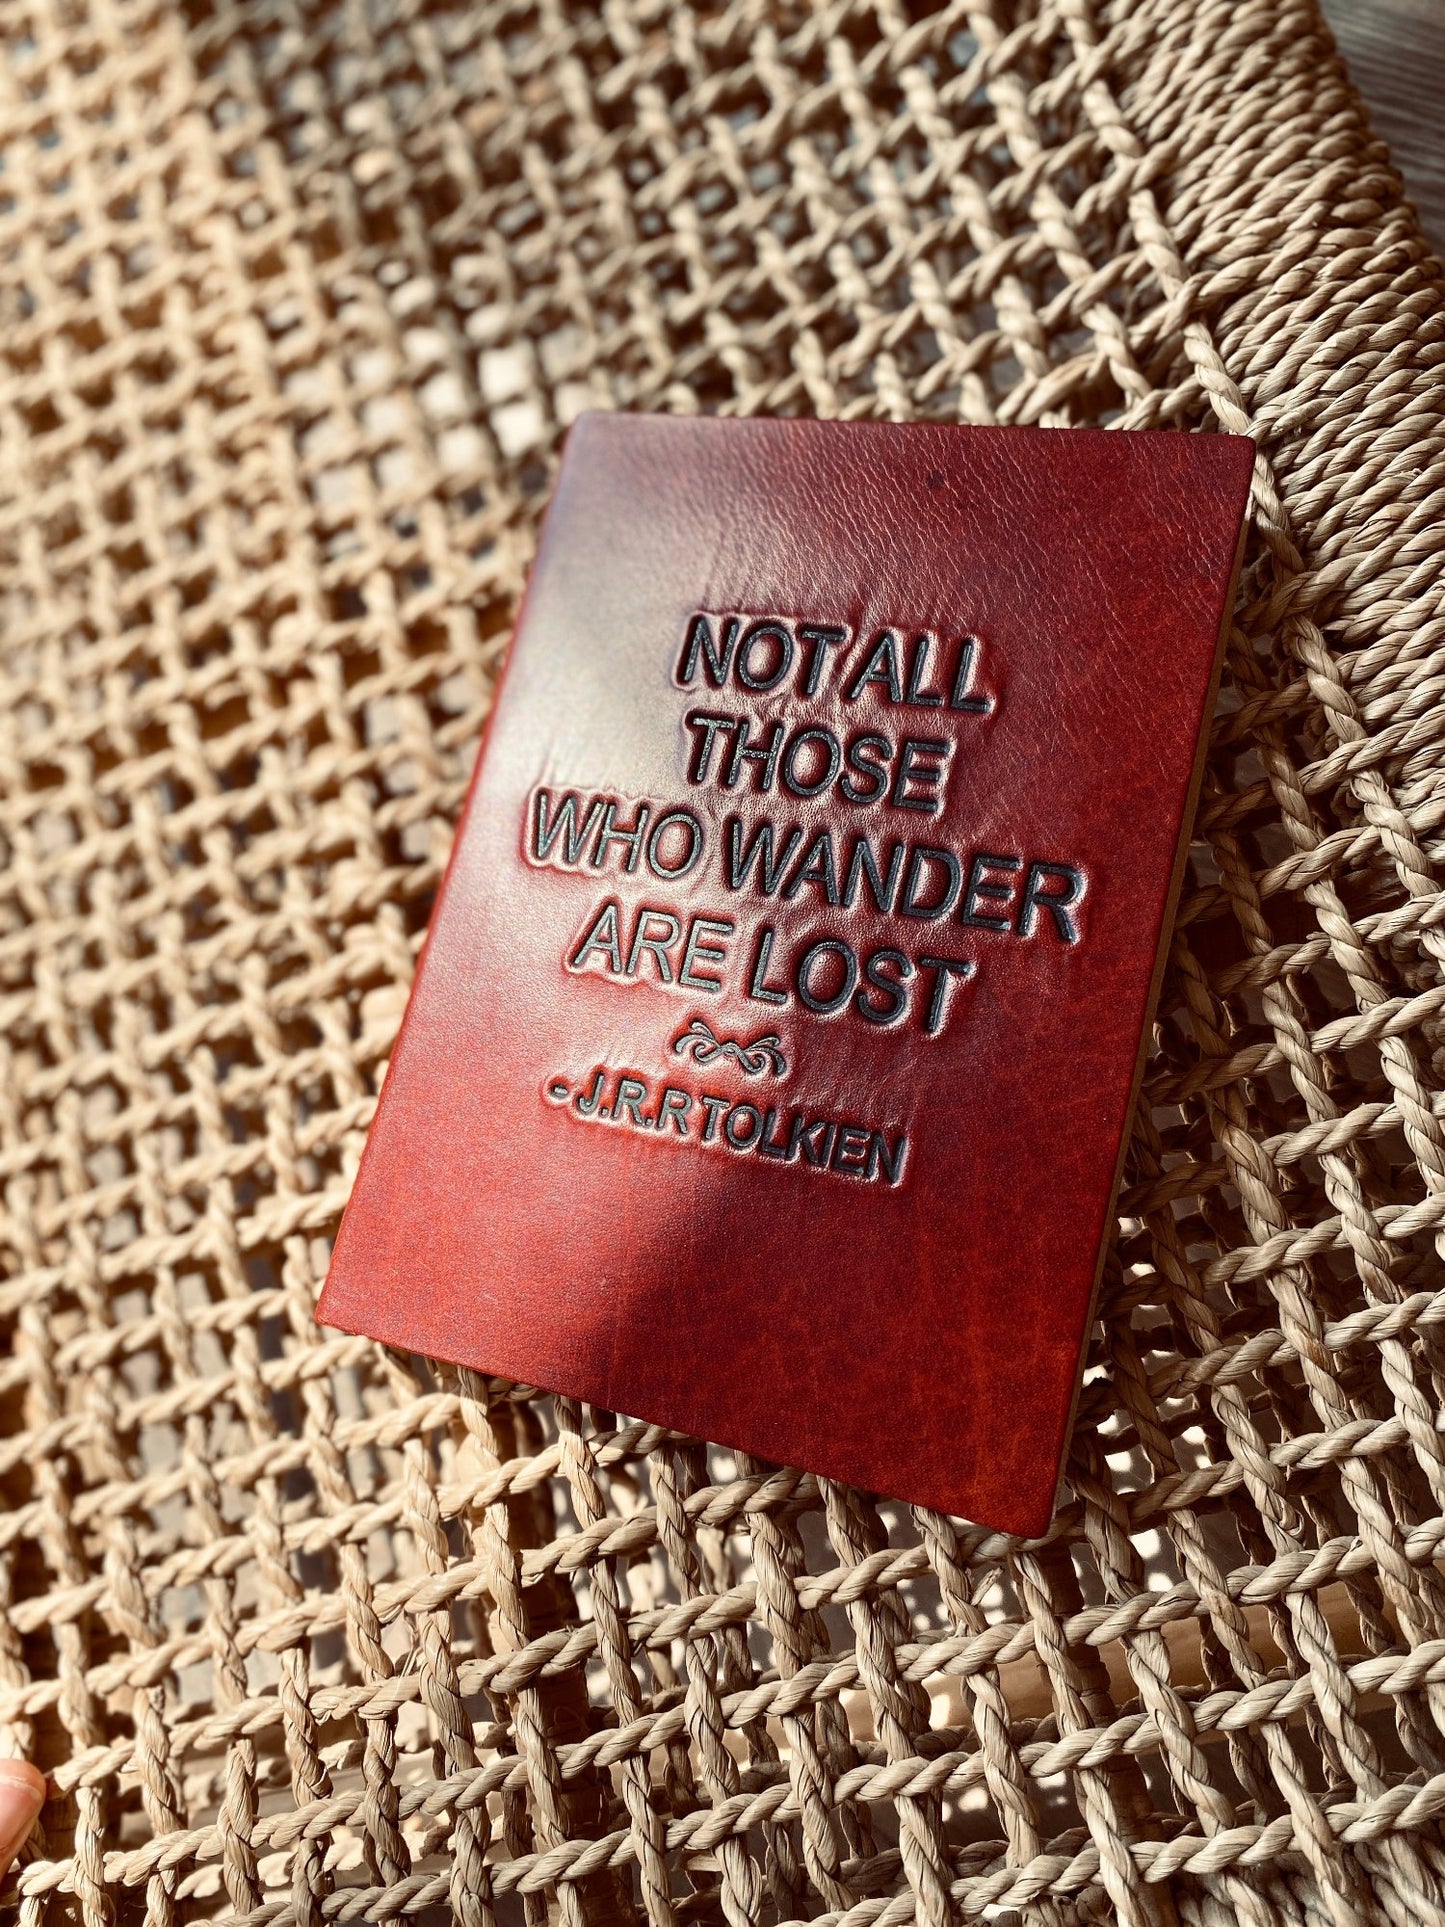 NOT ALL
THOSE
WHO WANDER
ARE LOST
- J.R.R TOLKIEN